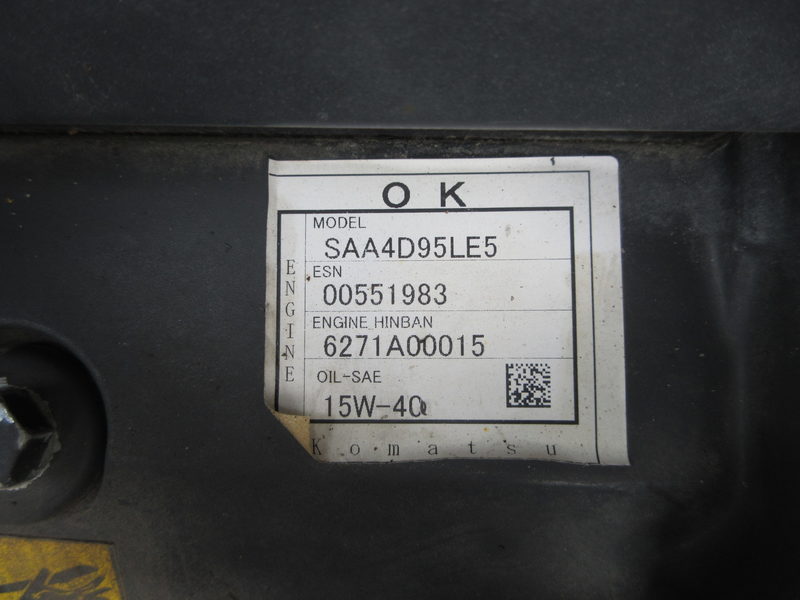 OK
ENGINE
MODEL
SAA4D95LE5
ESN
00551983
ENGINE HINBAN
6271A00015
OIL-SAE
15W-40
Komatsu